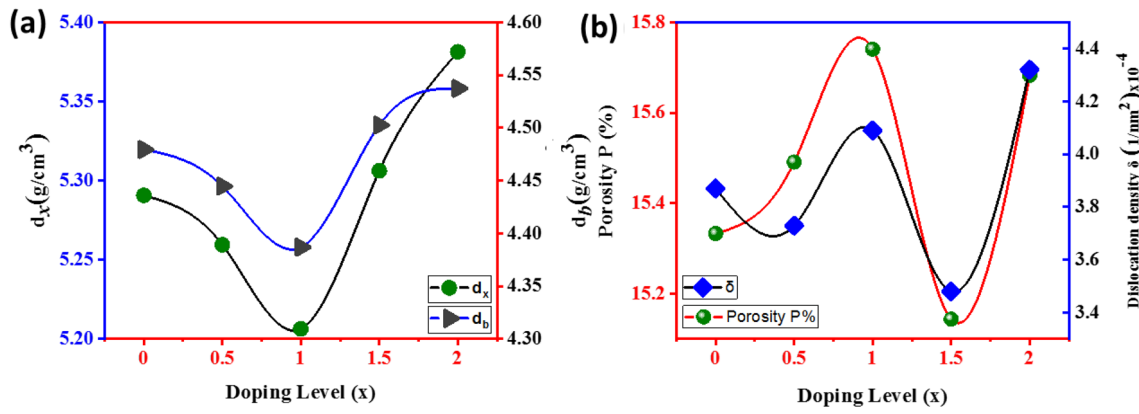 (a)
5.40
5.35
5.30
5.25
5.20
dx(g/cm3)
4.60
4.55
4.50
4.45
4.40
4.35
4.30
db(g/cm3)
dx
db
0 0.5 1 1.5 2
Doping Level (x)
(b)
15.8
15.6
15.4
15.2
Porosity P (%)
4.4
4.2
4.0
3.8
3.6
3.4
Dislecation density δ (1/nm2)×10-4
δ
Porosity P%
0 0.5 1 1.5 2
Doping Level (x)